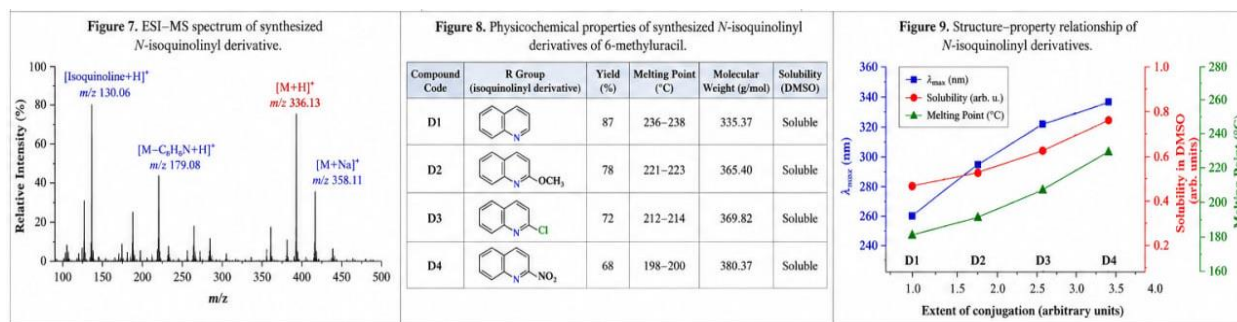 Figure 7. ESI–MS spectrum of synthesized
N-isoquinolinyl derivative.
100
80
60
40
20
0
Relative Intensity (%)
[Isoquinoline+H]⁺
m/z 130.06
[M–C₆H₆N+H]⁺
m/z 179.08
[M+H]⁺
m/z 336.13
[M+Na]⁺
m/z 358.11
100 150 200 250 300 350 400 450 500
m/z
Figure 8. Physicochemical properties of synthesized N-isoquinolinyl
derivatives of 6-methyluracil.
Compound Code R Group (isoquinolinyl derivative) Yield (%) Melting Point (°C) Molecular Weight (g/mol) Solubility (DMSO)
D1 N 87 236–238 335.37 Soluble
D2 N OCH₃ 78 221–223 365.40 Soluble
D3 N Cl 72 212–214 369.82 Soluble
D4 N NO₂ 68 198–200 380.37 Soluble
Figure 9. Structure–property relationship of
N-isoquinolinyl derivatives.
360
340
320
300
280
260
240
λmax
(nm)
λmax (nm)
Solubility (arb. u.)
Melting Point (°C)
1.0
0.8
0.6
0.4
0.2
Solubility in DMSO
(arb. units)
280
260
240
220
200
180
160
Melting Point (°C)
D1 D2 D3 D4
1.0 1.5 2.0 2.5 3.0 3.5 4.0
Extent of conjugation (arbitrary units)